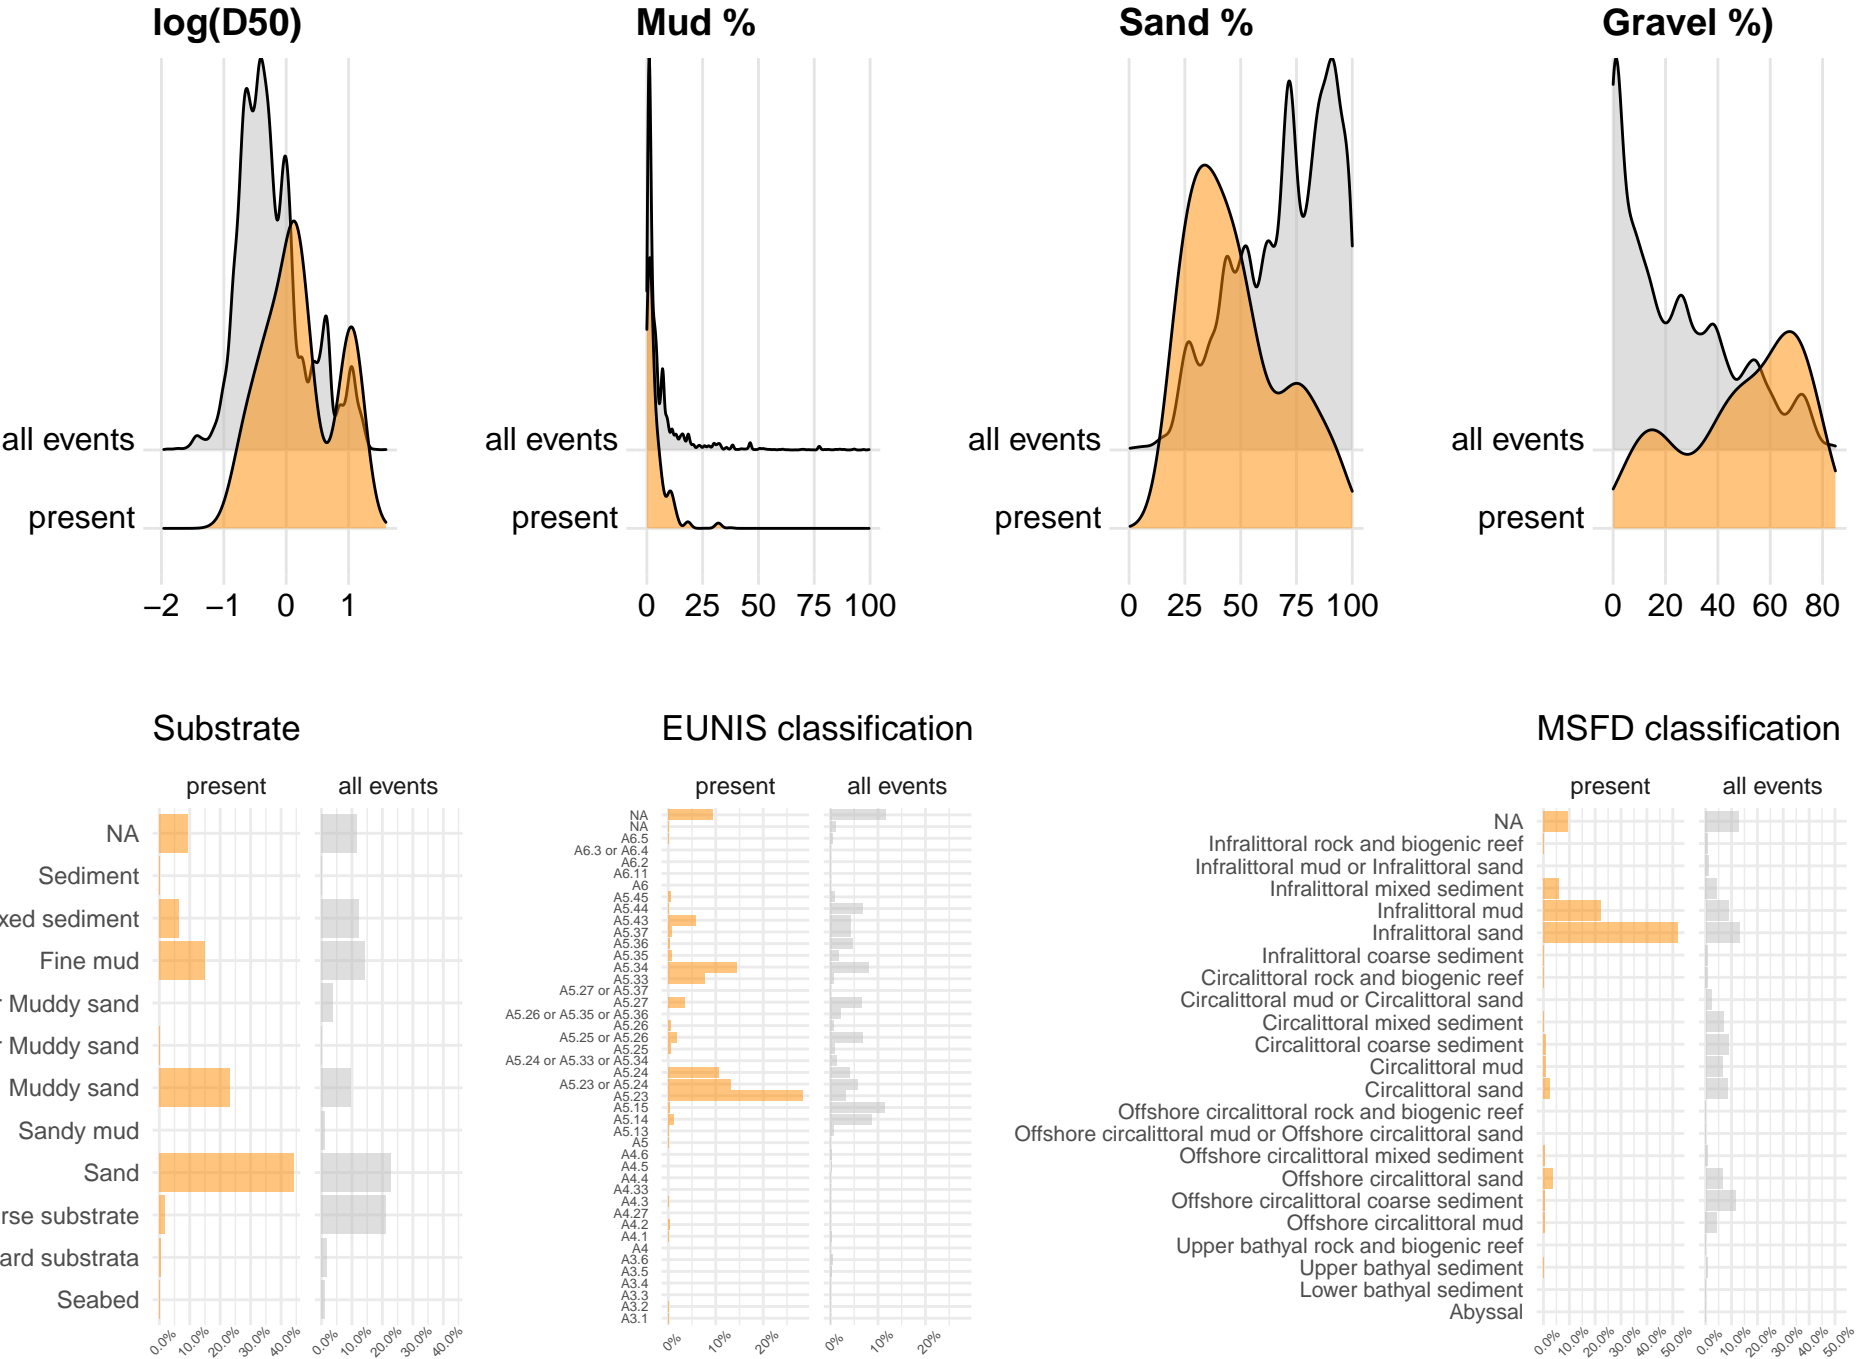 log(D50)
Mud %
Sand %
Gravel %)
all events
present
−2 −1 0 1
all events
present
0 25 50 75 100
all events
present
0 25 50 75 100
all events
present
0 20 40 60 80
Substrate
present all events
NA
Sediment
xed sediment
Fine mud
r Muddy sand
r Muddy sand
Muddy sand
Sandy mud
Sand
rse substrate
ard substrata
Seabed
0.0% 10.0% 20.0% 30.0% 40.0% 0.0% 10.0% 20.0% 30.0% 40.0%
EUNIS classification
present all events
NA
NA
A6.5
A6.3 or A6.4
A6.2
A6.11
A6
A5.45
A5.44
A5.43
A5.37
A5.36
A5.35
A5.34
A5.33
A5.27 or A5.37
A5.27
A5.26 or A5.35 or A5.36
A5.26
A5.25 or A5.26
A5.25
A5.24 or A5.33 or A5.34
A5.24
A5.23 or A5.24
A5.23
A5.15
A5.14
A5.13
A5
A4.6
A4.5
A4.4
A4.33
A4.3
A4.27
A4.2
A4.1
A4
A3.6
A3.5
A3.4
A3.3
A3.2
A3.1
0% 10% 20% 0% 10% 20%
MSFD classification
present all events
NA
Infralittoral rock and biogenic reef
Infralittoral mud or Infralittoral sand
Infralittoral mixed sediment
Infralittoral mud
Infralittoral sand
Infralittoral coarse sediment
Circalittoral rock and biogenic reef
Circalittoral mud or Circalittoral sand
Circalittoral mixed sediment
Circalittoral coarse sediment
Circalittoral mud
Circalittoral sand
Offshore circalittoral rock and biogenic reef
Offshore circalittoral mud or Offshore circalittoral sand
Offshore circalittoral mixed sediment
Offshore circalittoral sand
Offshore circalittoral coarse sediment
Offshore circalittoral mud
Upper bathyal rock and biogenic reef
Upper bathyal sediment
Lower bathyal sediment
Abyssal
0.0% 10.0% 20.0% 30.0% 40.0% 50.0% 0.0% 10.0% 20.0% 30.0% 40.0% 50.0%